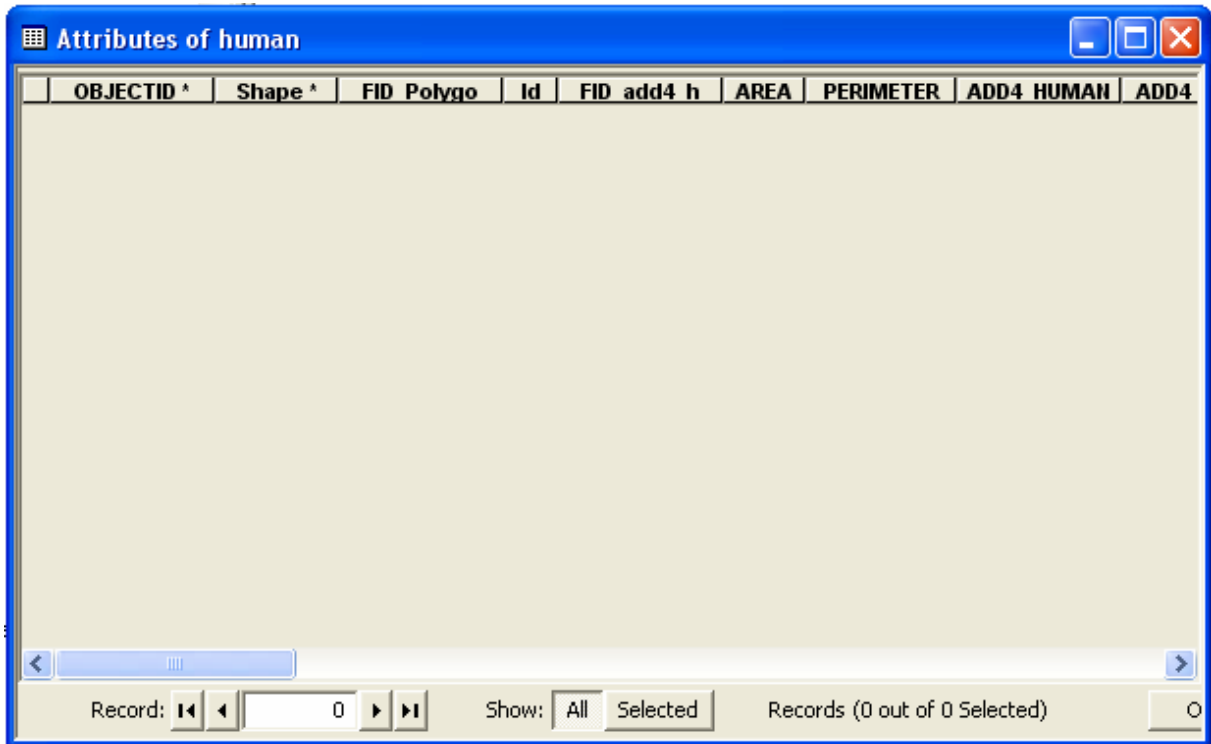 Attributes of human
OBJECTID * Shape * FID_Polygo Id FID_add4_h AREA PERIMETER ADD4_HUMAN ADD4
Record: 0 Show: All Selected Records (0 out of 0 Selected) O